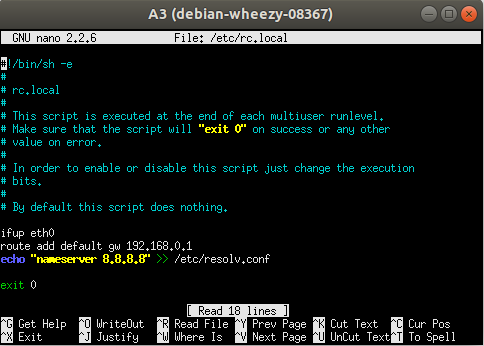 A3 (debian-wheezy-08367)
GNU nano 2.2.6 File: /etc/rc.local
#!/bin/sh -e
#
# rc.local
#
# This script is executed at the end of each multiuser runlevel.
# Make sure that the script will "exit 0" on success or any other
# value on error.
#
# In order to enable or disable this script just change the execution
# bits.
#
# By default this script does nothing.
ifup eth0
route add default gw 192.168.0.1
echo "nameserver 8.8.8.8" >> /etc/resolv.conf
exit 0
[ Read 18 lines ]
^G Get Help ^O WriteOut ^R Read File ^Y Prev Page ^K Cut Text ^C Cur Pos
^X Exit ^J Justify ^W Where Is ^V Next Page ^U UnCut Text ^T To Spell